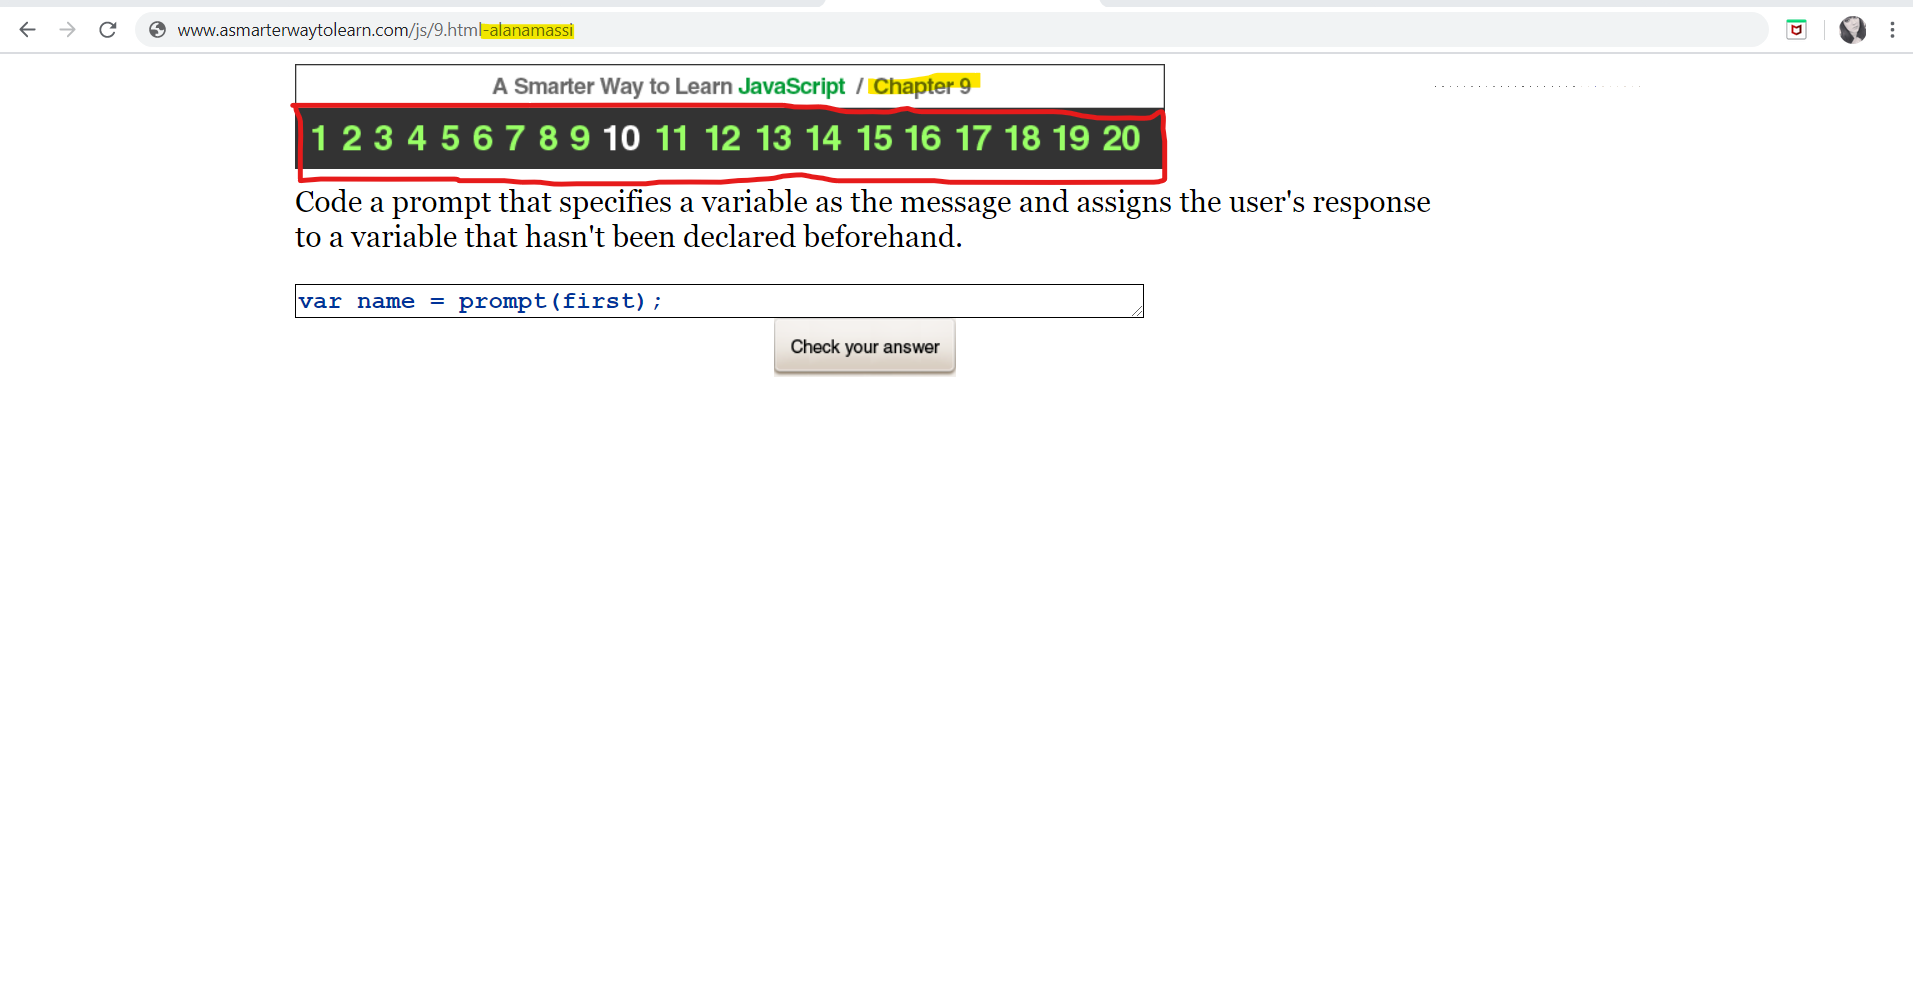 www.asmarterwaytolearn.com/js/9.html-alanamassi
A Smarter Way to Learn JavaScript / Chapter 9
1 2 3 4 5 6 7 8 9 10 11 12 13 14 15 16 17 18 19 20
Code a prompt that specifies a variable as the message and assigns the user's response
to a variable that hasn't been declared beforehand.
var name = prompt(first);
Check your answer